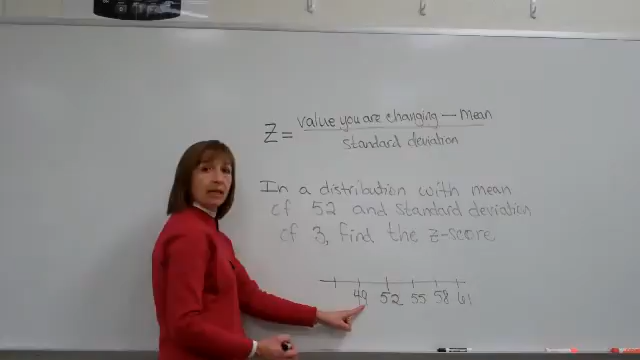 Z = value you are changing — mean
standard deviation
In a distribution with mean
of 52 and standard deviation
of 3, find the z-score
49 52 55 58 61